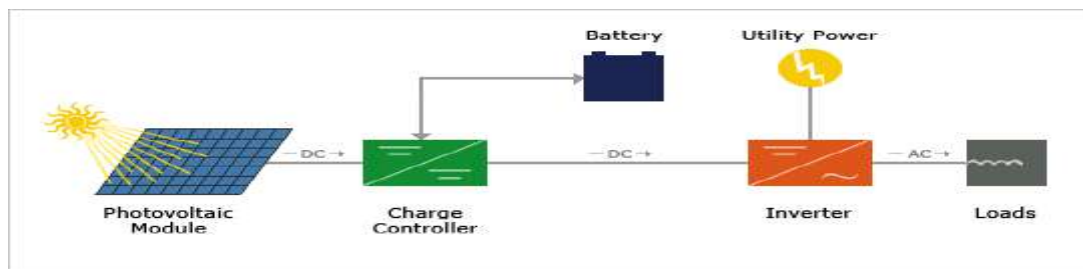 Battery
Utility Power
— DC →
— DC →
— AC →
Photovoltaic
Module
Charge
Controller
Inverter
Loads